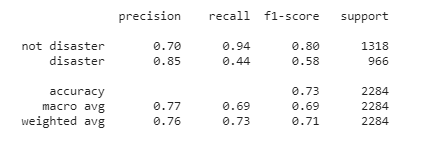 precision recall f1-score support
not disaster 0.70 0.94 0.80 1318
disaster 0.85 0.44 0.58 966
accuracy 0.73 2284
macro avg 0.77 0.69 0.69 2284
weighted avg 0.76 0.73 0.71 2284